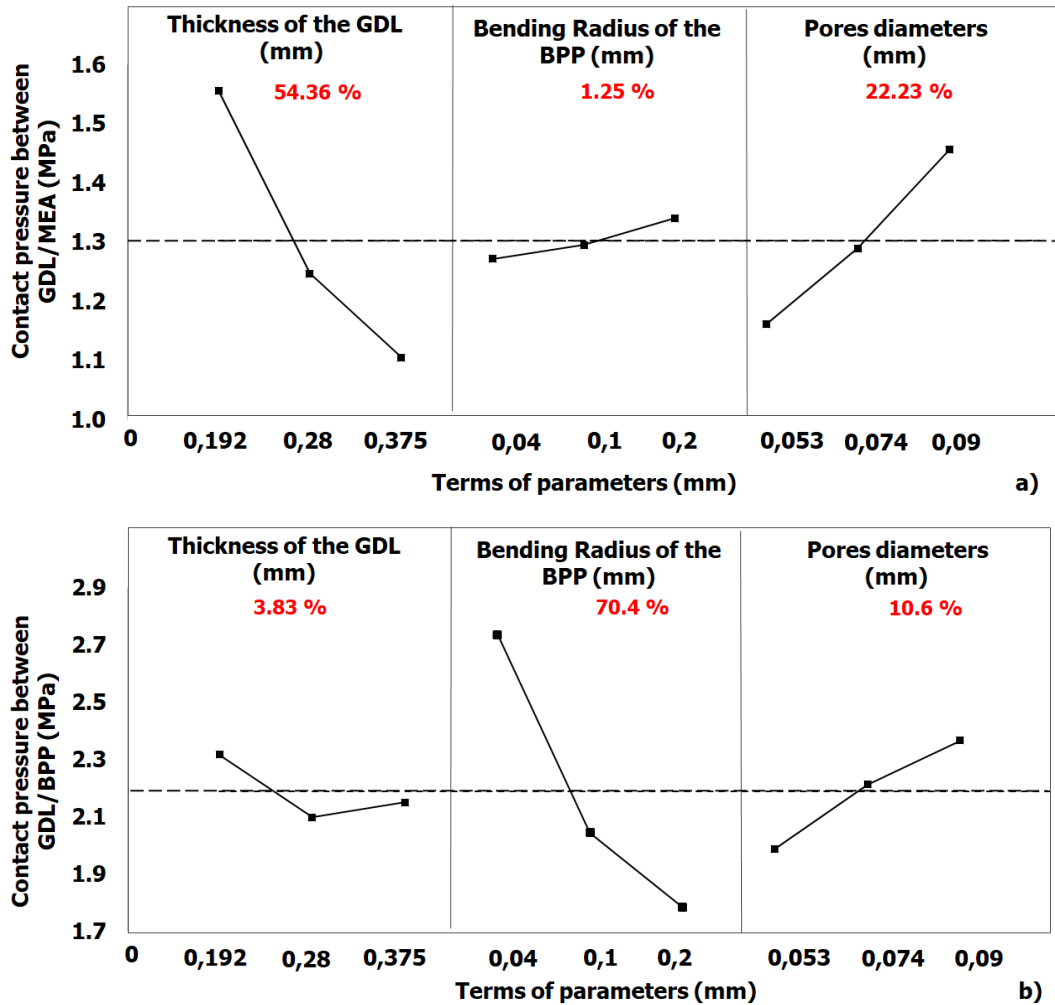 Thickness of the GDL
(mm)
54.36 %
Bending Radius of the
BPP (mm)
1.25 %
Pores diameters
(mm)
22.23 %
Contact pressure between
GDL/MEA (MPa)
1.6
1.5
1.4
1.3
1.2
1.1
1.0
0 0,192 0,28 0,375 0,04 0,1 0,2 0,053 0,074 0,09
Terms of parameters (mm)
a)
Thickness of the GDL
(mm)
3.83 %
Bending Radius of the
BPP (mm)
70.4 %
Pores diameters
(mm)
10.6 %
Contact pressure between
GDL/BPP (MPa)
2.9
2.7
2.5
2.3
2.1
1.9
1.7
0 0,192 0,28 0,375 0,04 0,1 0,2 0,053 0,074 0,09
Terms of parameters (mm)
b)